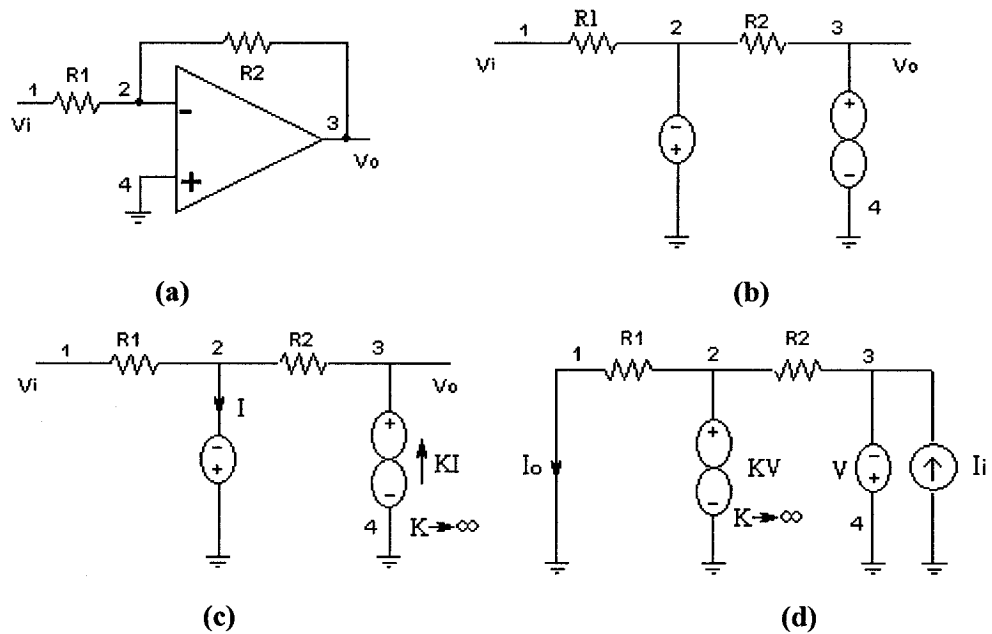 R2
1 R1 2 -
Vi
3
Vo
4 +
(a)
1 R1 2 R2 3
Vi Vo
- +
+
-
4
(b)
1 R1 2 R2 3
Vi Vo
I
+
-
+ KI
-
4 K→∞
(c)
1 R1 2 R2 3
+
Io KV V - Ii
+
- 4
K→∞
(d)